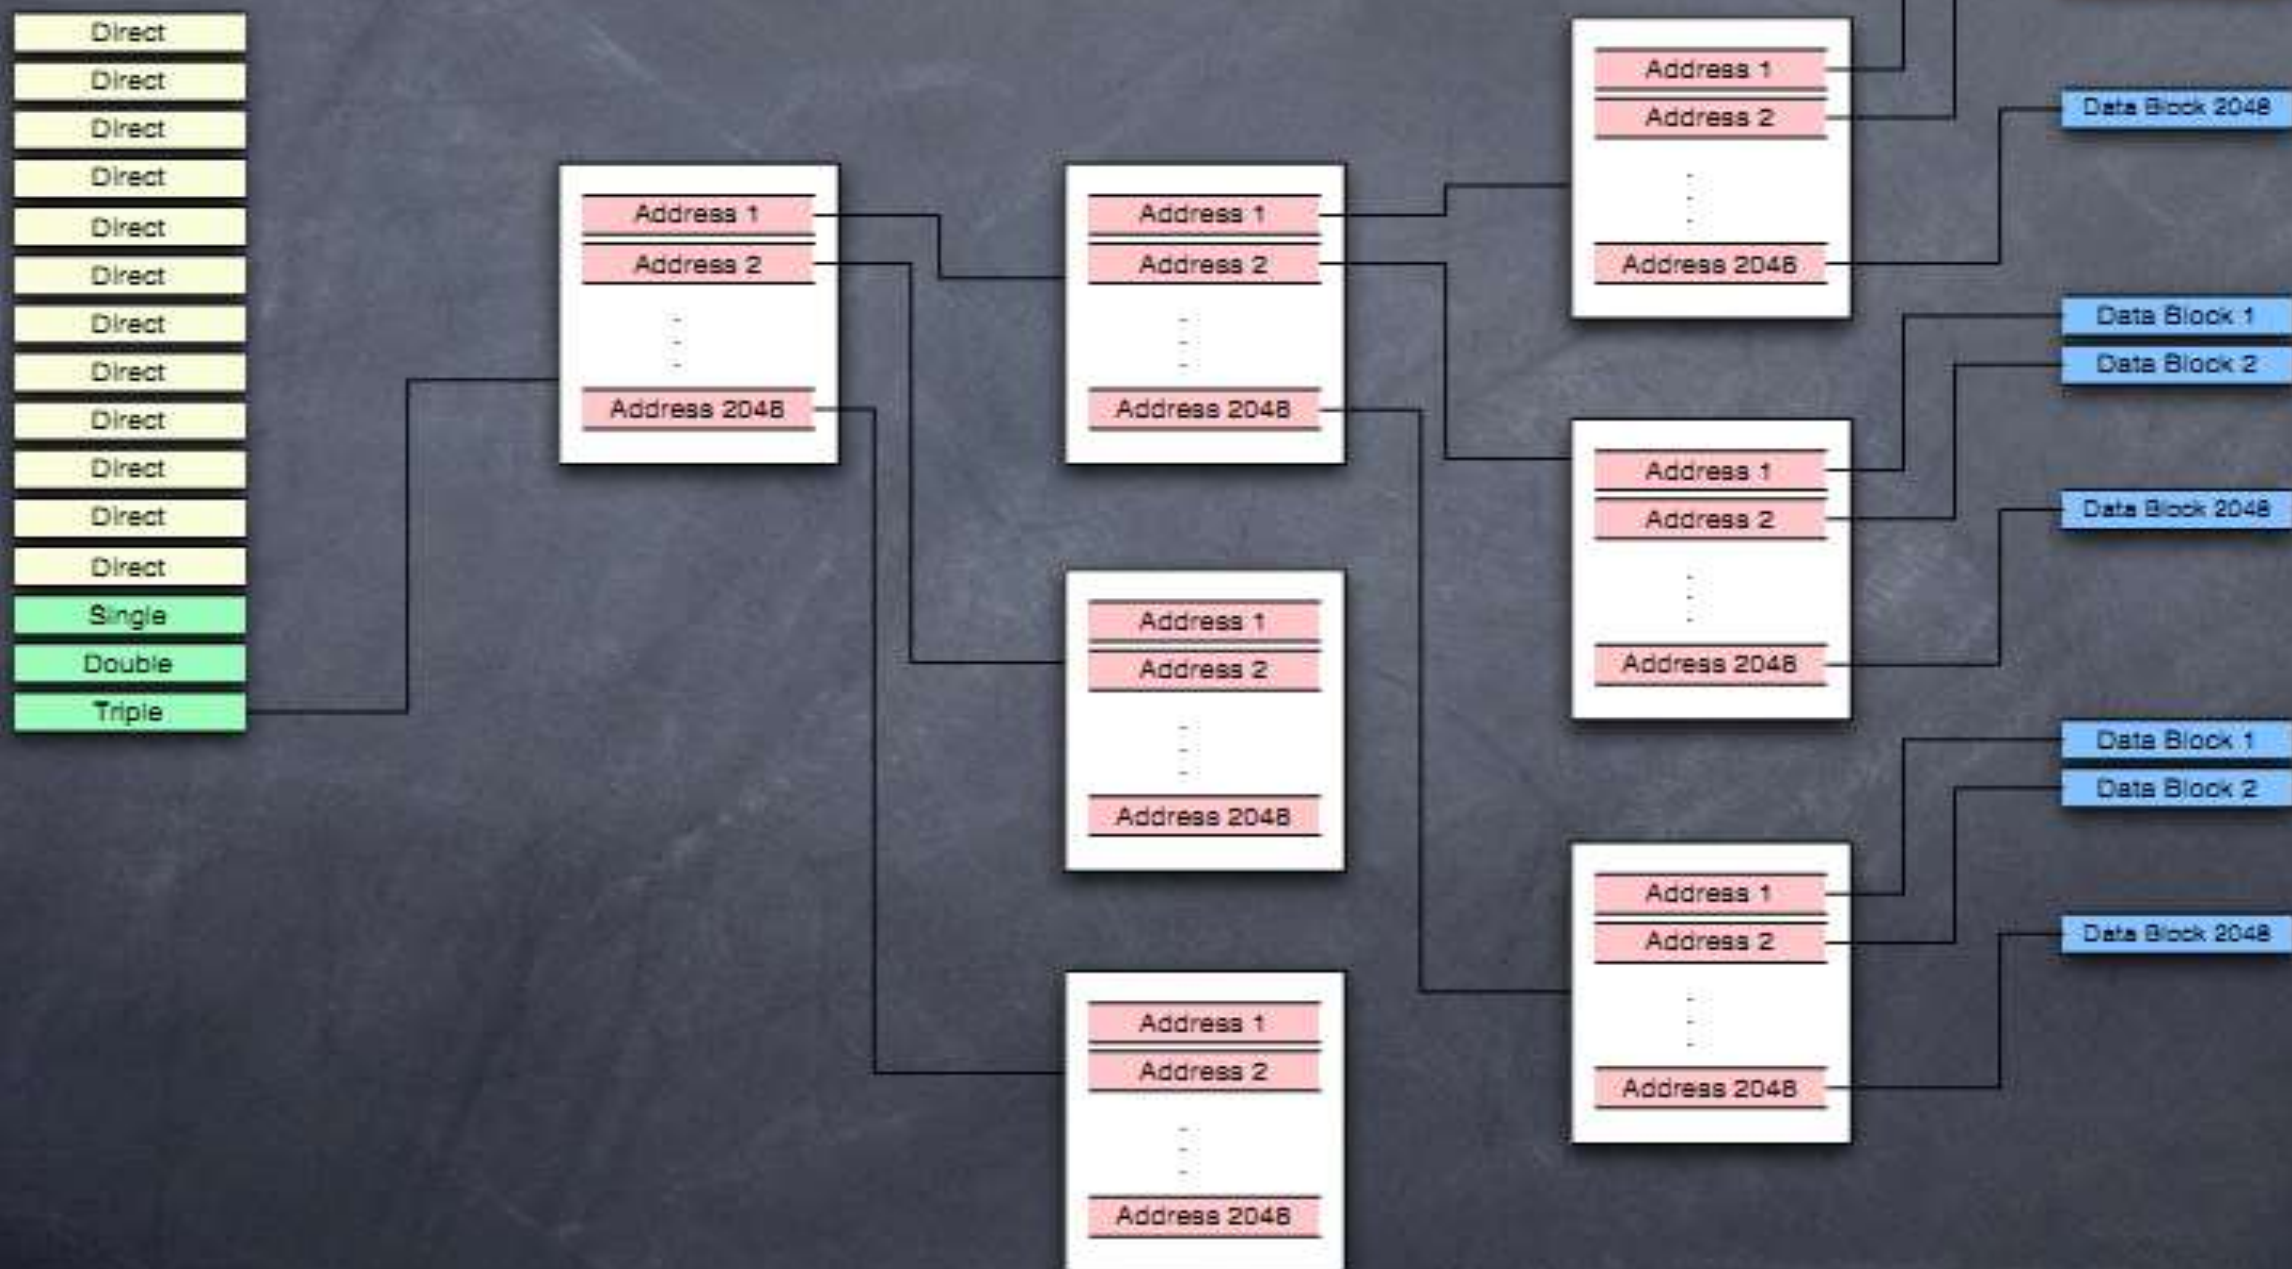 Direct
Direct
Direct
Direct
Direct
Direct
Direct
Direct
Direct
Direct
Direct
Direct
Single
Double
Triple
Address 1
Address 2
Address 2048
Address 1
Address 2
Address 2048
Address 1
Address 2
Address 2048
Address 1
Address 2
Address 2048
Address 1
Address 2
Address 2048
Address 1
Address 2
Address 2048
Address 1
Address 2
Address 2048
Data Block 2048
Data Block 1
Data Block 2
Data Block 2048
Data Block 1
Data Block 2
Data Block 2048